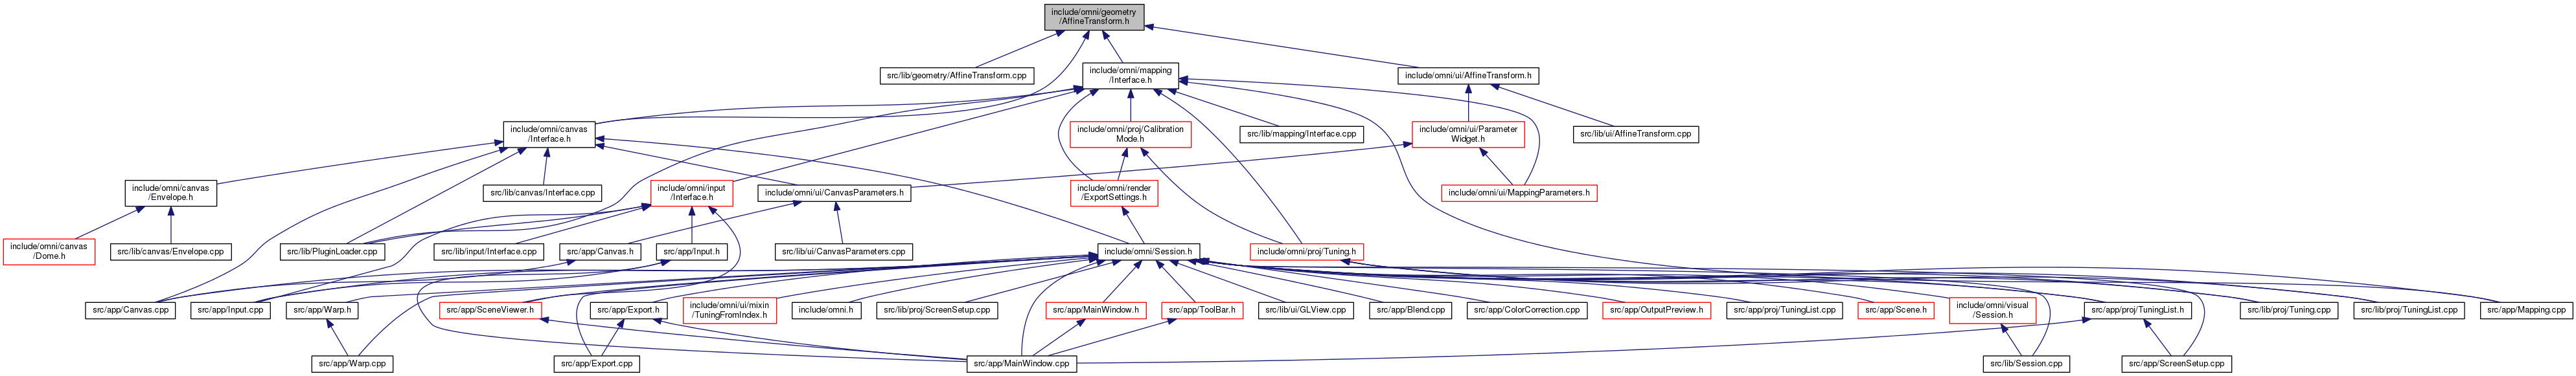 include/omni/geometry
/AffineTransform.h
src/lib/geometry/AffineTransform.cpp
include/omni/mapping
/Interface.h
include/omni/ui/AffineTransform.h
include/omni/canvas
/Interface.h
include/omni/proj/Calibration
Mode.h
src/lib/mapping/Interface.cpp
include/omni/ui/Parameter
Widget.h
src/lib/ui/AffineTransform.cpp
include/omni/canvas
/Envelope.h
src/lib/canvas/Interface.cpp
include/omni/input
/Interface.h
include/omni/ui/CanvasParameters.h
include/omni/render
/ExportSettings.h
include/omni/ui/MappingParameters.h
include/omni/canvas
/Dome.h
src/lib/canvas/Envelope.cpp
src/lib/PluginLoader.cpp
src/lib/input/Interface.cpp
src/app/Canvas.h
src/app/Input.h
src/lib/ui/CanvasParameters.cpp
include/omni/Session.h
include/omni/proj/Tuning.h
src/app/Canvas.cpp
src/app/Input.cpp
src/app/Warp.h
src/app/SceneViewer.h
src/app/Export.h
include/omni/ui/mixin
/TuningFromIndex.h
include/omni.h
src/lib/proj/ScreenSetup.cpp
src/app/MainWindow.h
src/app/ToolBar.h
src/lib/ui/GLView.cpp
src/app/Blend.cpp
src/app/ColorCorrection.cpp
src/app/OutputPreview.h
src/app/proj/TuningList.cpp
src/app/Scene.h
include/omni/visual
/Session.h
src/app/proj/TuningList.h
src/lib/proj/Tuning.cpp
src/lib/proj/TuningList.cpp
src/app/Mapping.cpp
src/app/Warp.cpp
src/app/Export.cpp
src/app/MainWindow.cpp
src/lib/Session.cpp
src/app/ScreenSetup.cpp